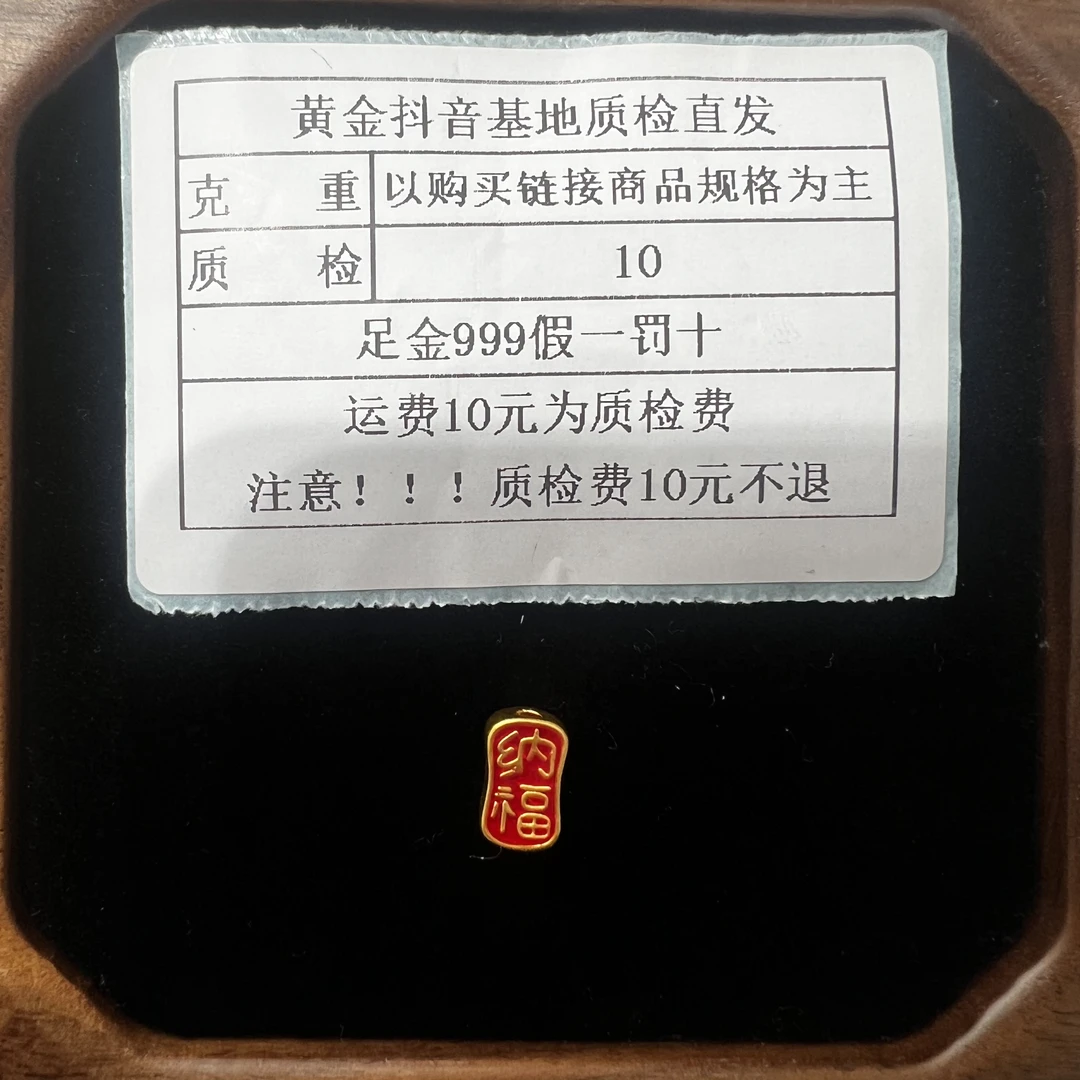 黄金抖音基地质检直发
克 重 以购买链接商品规格为主
质 检 10
足金999假一罚十
运费10元为质检费
注意！！！质检费10元不退
纳
福